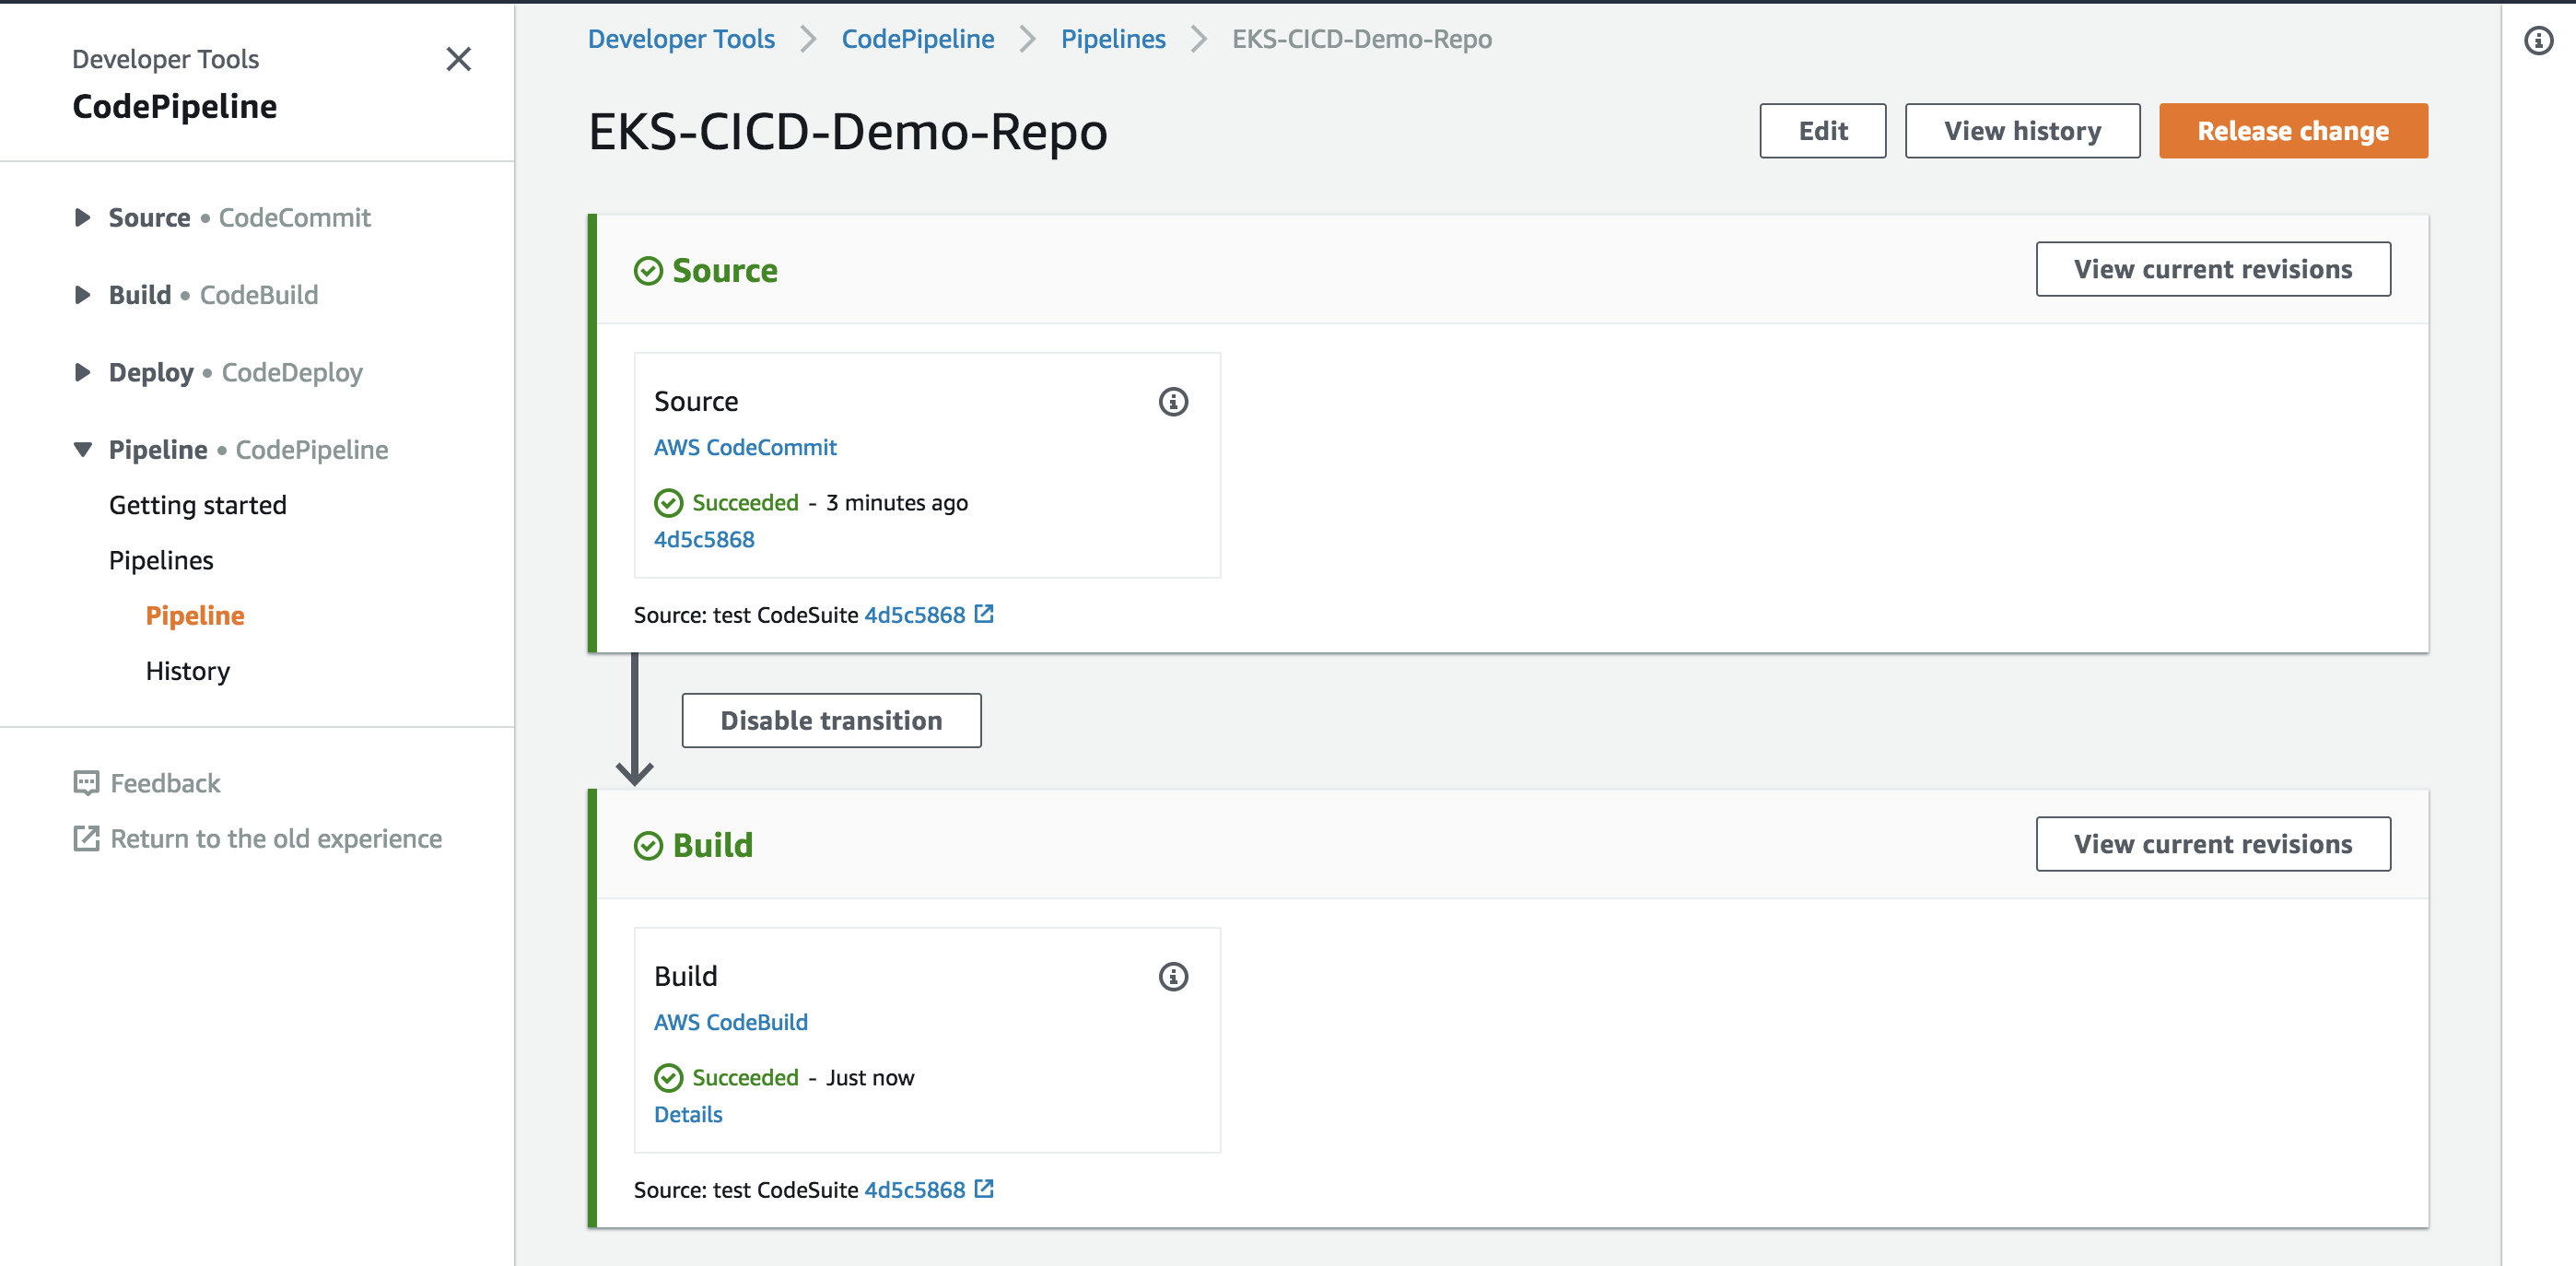 Developer Tools
CodePipeline
Source • CodeCommit
Build • CodeBuild
Deploy • CodeDeploy
Pipeline • CodePipeline
Getting started
Pipelines
Pipeline
History
Feedback
Return to the old experience
Developer Tools > CodePipeline > Pipelines > EKS-CICD-Demo-Repo
EKS-CICD-Demo-Repo
Edit
View history
Release change
Source
View current revisions
Source
AWS CodeCommit
Succeeded - 3 minutes ago
4d5c5868
Source: test CodeSuite 4d5c5868
Disable transition
Build
View current revisions
Build
AWS CodeBuild
Succeeded - Just now
Details
Source: test CodeSuite 4d5c5868